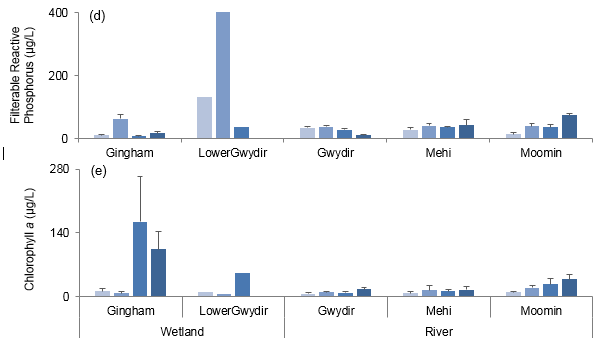 (d)
Filterable Reactive
Phosphorus (µg/L)
400
200
0
Gingham LowerGwydir Gwydir Mehi Moomin
(e)
Chlorophyll a (µg/L)
280
140
0
Gingham LowerGwydir Gwydir Mehi Moomin
Wetland River